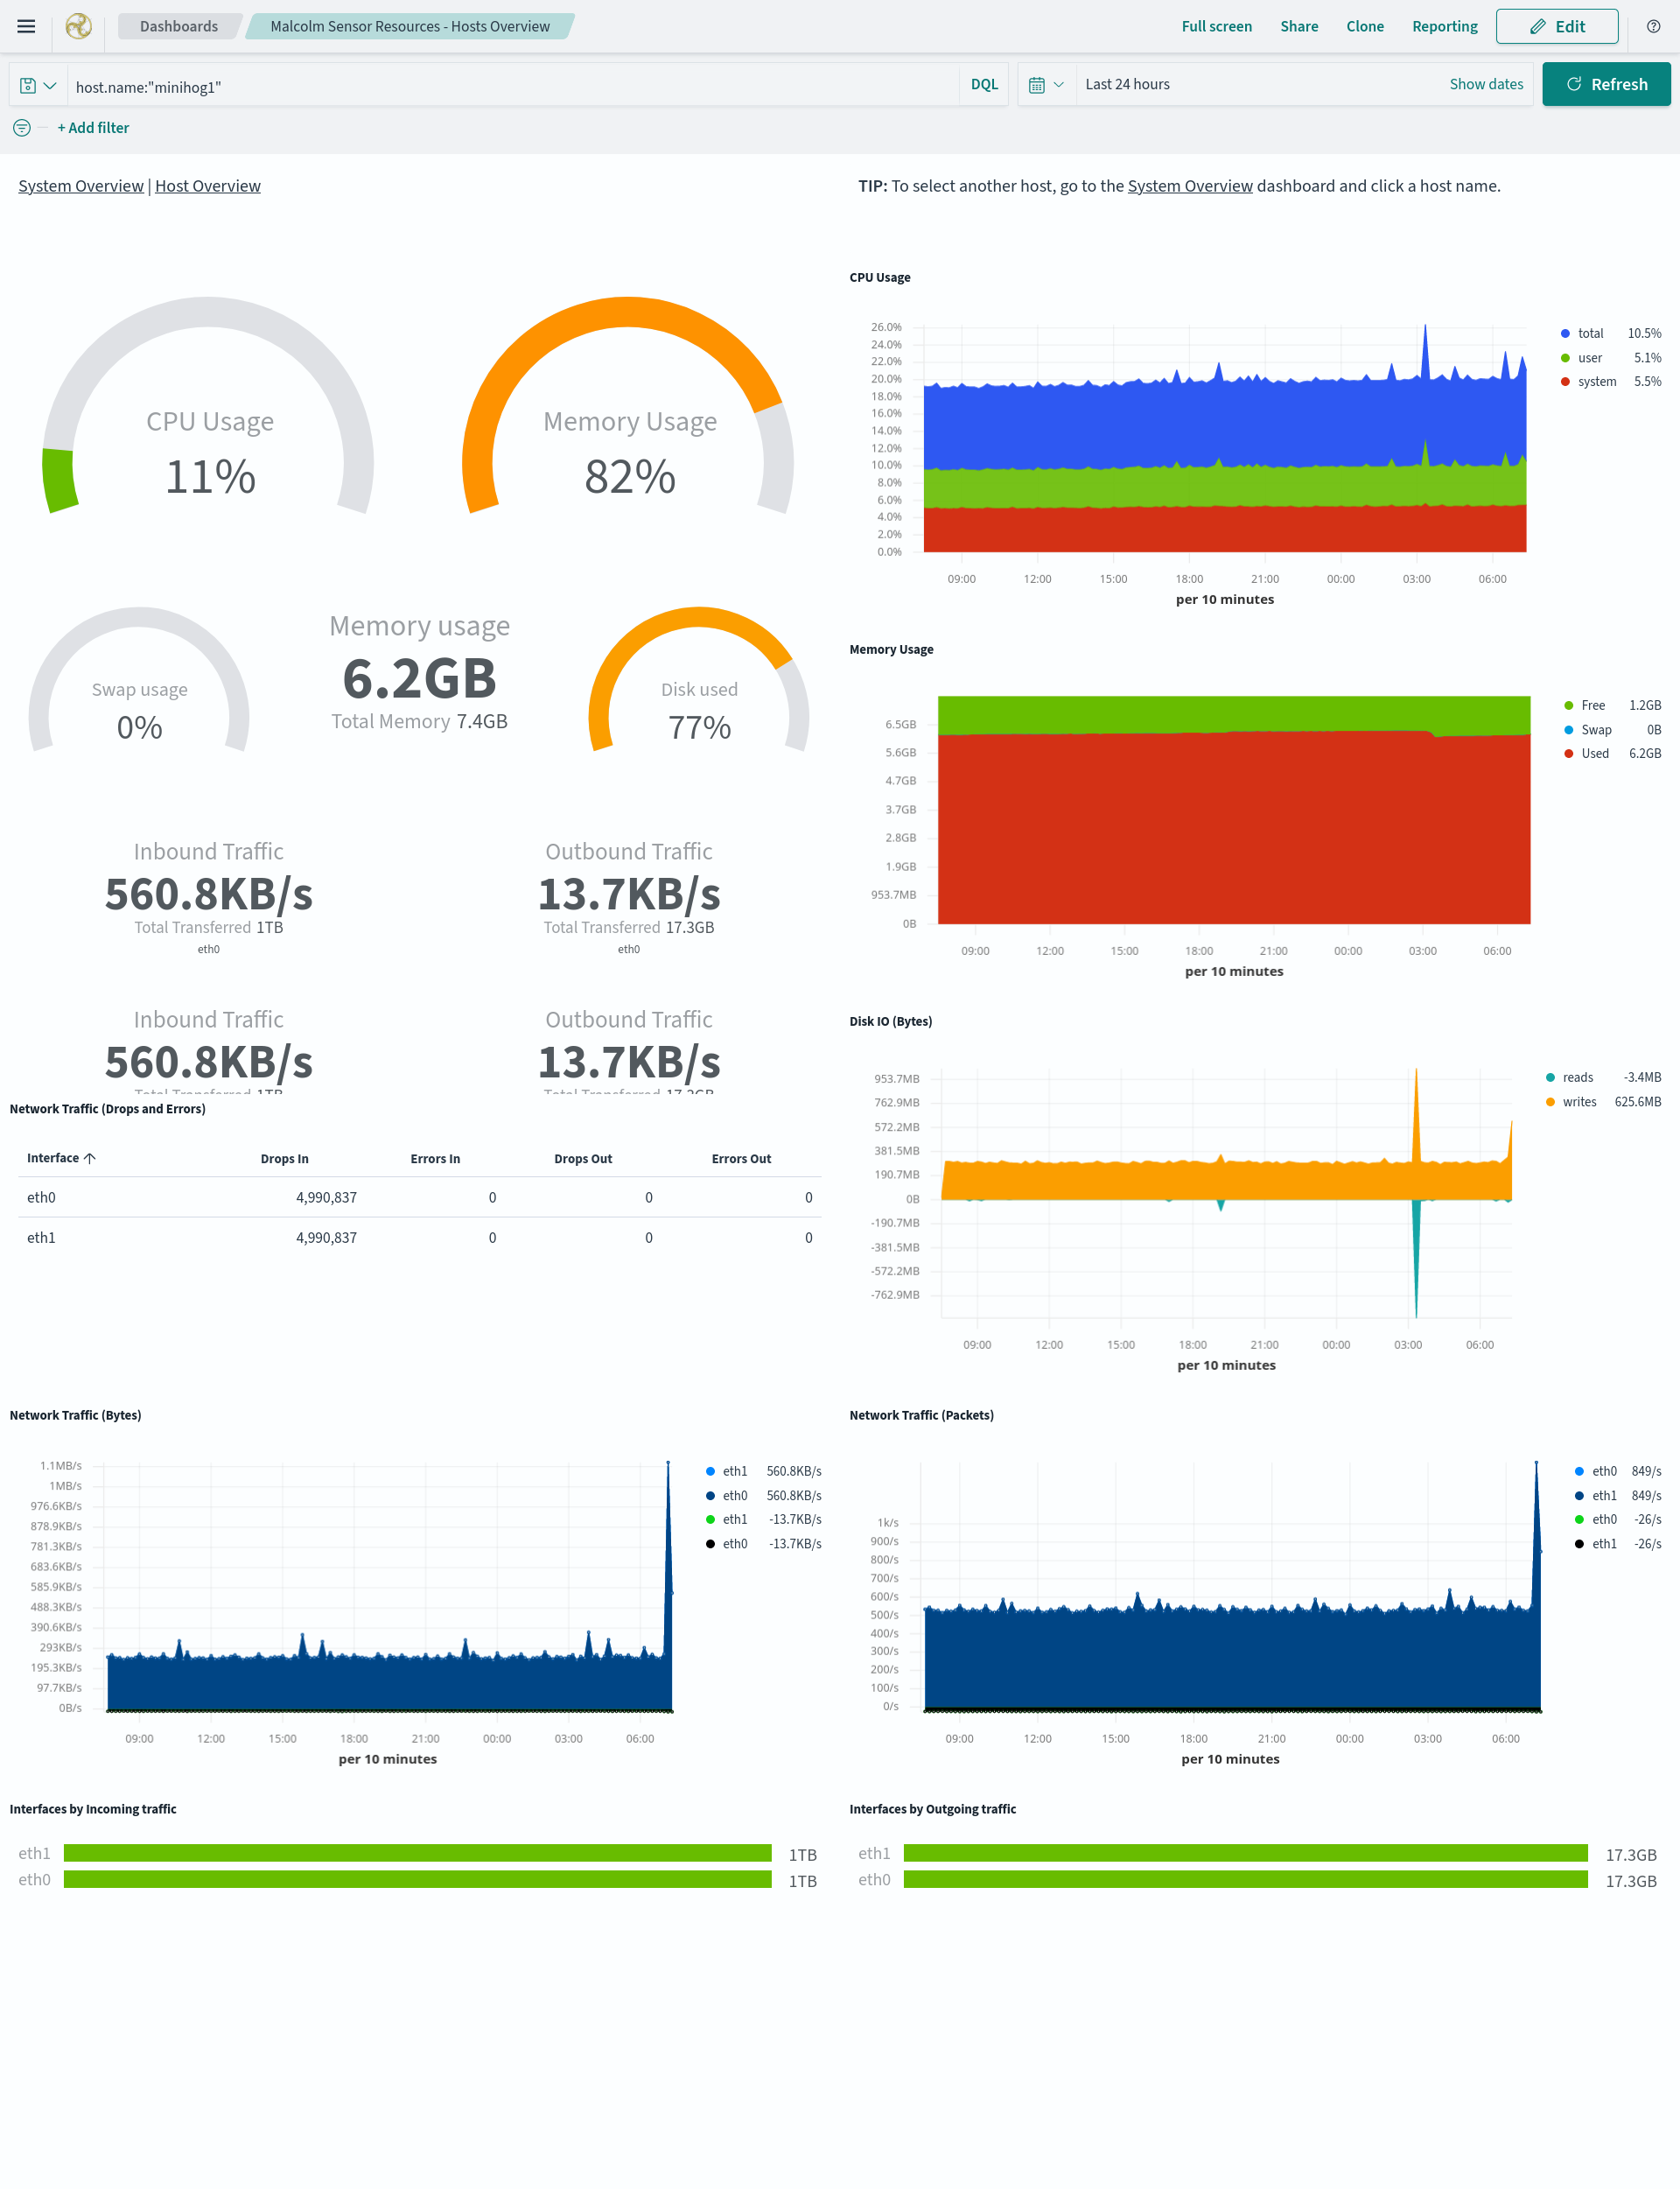 Dashboards
Malcolm Sensor Resources - Hosts Overview
Full screen
Share
Clone
Reporting
Edit
host.name:"minihog1"
DQL
Last 24 hours
Show dates
Refresh
+ Add filter
System Overview | Host Overview
TIP: To select another host, go to the System Overview dashboard and click a host name.
CPU Usage
11%
Memory Usage
82%
Swap usage
0%
Memory usage
6.2GB
Total Memory 7.4GB
Disk used
77%
CPU Usage
26.0%
24.0%
22.0%
20.0%
18.0%
16.0%
14.0%
12.0%
10.0%
8.0%
6.0%
4.0%
2.0%
0.0%
09:00 12:00 15:00 18:00 21:00 00:00 03:00 06:00
per 10 minutes
total 10.5%
user 5.1%
system 5.5%
Memory Usage
6.5GB
5.6GB
4.7GB
3.7GB
2.8GB
1.9GB
953.7MB
0B
09:00 12:00 15:00 18:00 21:00 00:00 03:00 06:00
per 10 minutes
Free 1.2GB
Swap 0B
Used 6.2GB
Inbound Traffic
560.8KB/s
Total Transferred 1TB
eth0
Outbound Traffic
13.7KB/s
Total Transferred 17.3GB
eth0
Inbound Traffic
560.8KB/s
Total Transferred 1TB
Outbound Traffic
13.7KB/s
Total Transferred 17.3GB
Network Traffic (Drops and Errors)
Interface Drops In Errors In Drops Out Errors Out
eth0 4,990,837 0 0 0
eth1 4,990,837 0 0 0
Disk IO (Bytes)
953.7MB
762.9MB
572.2MB
381.5MB
190.7MB
0B
-190.7MB
-381.5MB
-572.2MB
-762.9MB
09:00 12:00 15:00 18:00 21:00 00:00 03:00 06:00
per 10 minutes
reads -3.4MB
writes 625.6MB
Network Traffic (Bytes)
1.1MB/s
1MB/s
976.6KB/s
878.9KB/s
781.3KB/s
683.6KB/s
585.9KB/s
488.3KB/s
390.6KB/s
293KB/s
195.3KB/s
97.7KB/s
0B/s
09:00 12:00 15:00 18:00 21:00 00:00 03:00 06:00
per 10 minutes
eth1 560.8KB/s
eth0 560.8KB/s
eth1 -13.7KB/s
eth0 -13.7KB/s
Network Traffic (Packets)
1k/s
900/s
800/s
700/s
600/s
500/s
400/s
300/s
200/s
100/s
0/s
09:00 12:00 15:00 18:00 21:00 00:00 03:00 06:00
per 10 minutes
eth0 849/s
eth1 849/s
eth0 -26/s
eth1 -26/s
Interfaces by Incoming traffic
eth1 1TB
eth0 1TB
Interfaces by Outgoing traffic
eth1 17.3GB
eth0 17.3GB